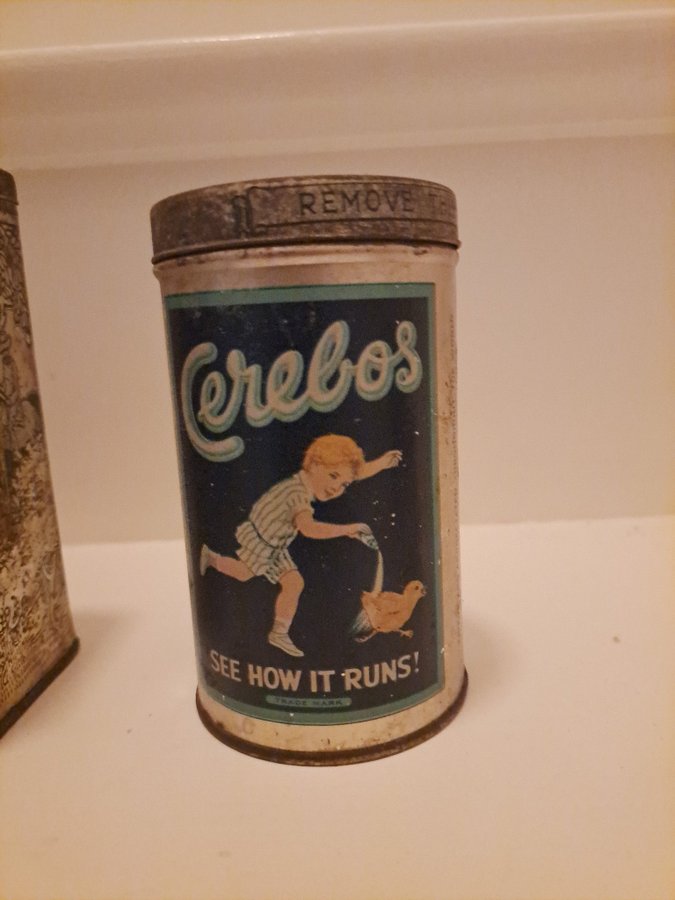 REMOVE
Cerebos
SEE HOW IT RUNS!
TRADE MARK